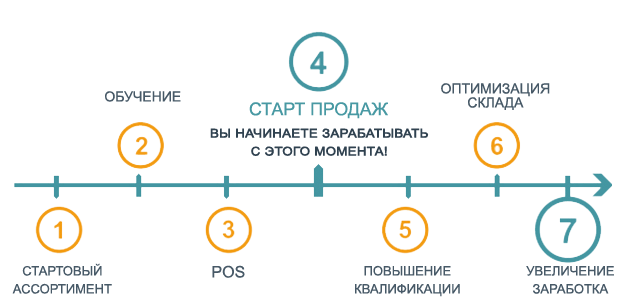 4
СТАРТ ПРОДАЖ
ВЫ НАЧИНАЕТЕ ЗАРАБАТЫВАТЬ
С ЭТОГО МОМЕНТА!
ОБУЧЕНИЕ
2
ОПТИМИЗАЦИЯ
СКЛАДА
6
1
СТАРТОВЫЙ
АССОРТИМЕНТ
3
POS
5
ПОВЫШЕНИЕ
КВАЛИФИКАЦИИ
7
УВЕЛИЧЕНИЕ
ЗАРАБОТКА